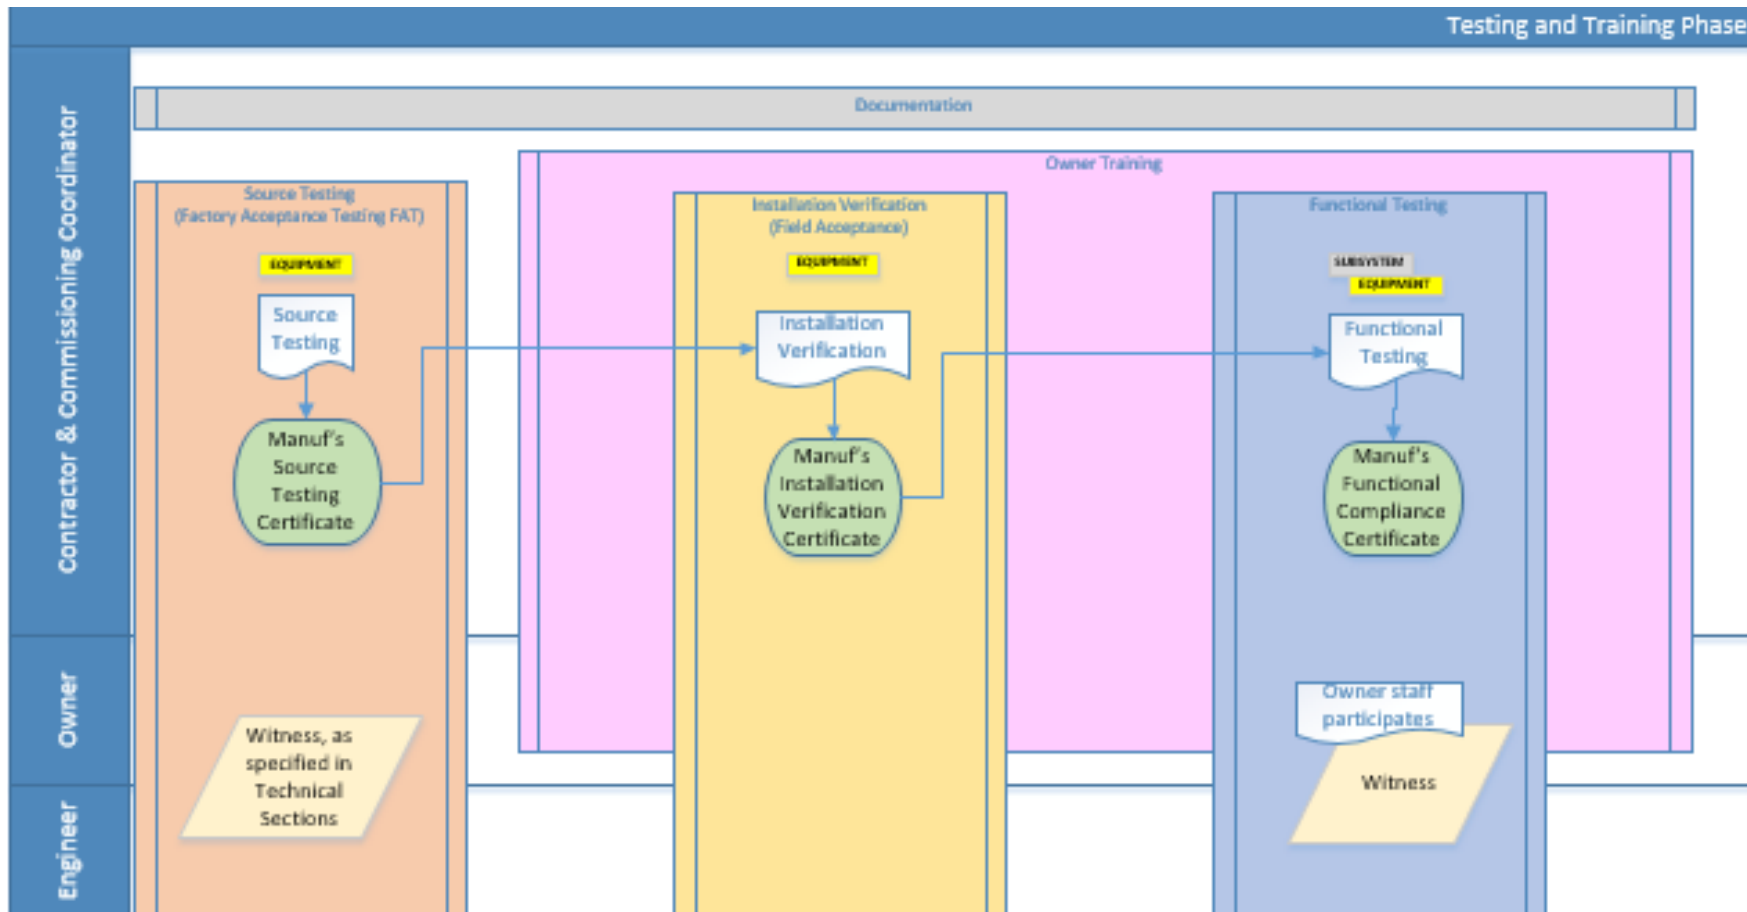 Testing and Training Phase
Contractor & Commissioning Coordinator
Documentation
Owner Training
Source Testing
(Factory Acceptance Testing FAT)
EQUIPMENT
Source
Testing
Manuf's
Source
Testing
Certificate
Installation Verification
(Field Acceptance)
EQUIPMENT
Installation
Verification
Manuf's
Installation
Verification
Certificate
Functional Testing
SUBSYSTEM
EQUIPMENT
Functional
Testing
Manuf's
Functional
Compliance
Certificate
Owner
Witness, as
specified in
Technical
Sections
Owner staff
participates
Witness
Engineer